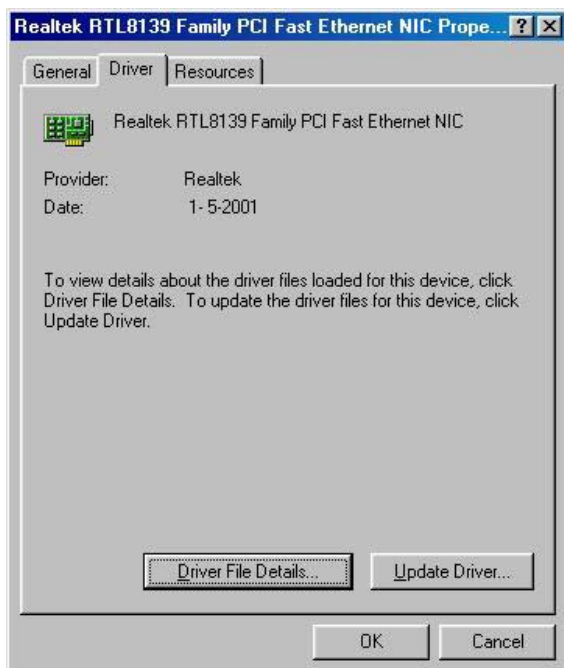 Realtek RTL8139 Family PCI Fast Ethernet NIC Prope... ? X
General Driver Resources
Realtek RTL8139 Family PCI Fast Ethernet NIC
Provider: Realtek
Date: 1- 5-2001
To view details about the driver files loaded for this device, click
Driver File Details. To update the driver files for this device, click
Update Driver.
Driver File Details... Update Driver...
OK Cancel